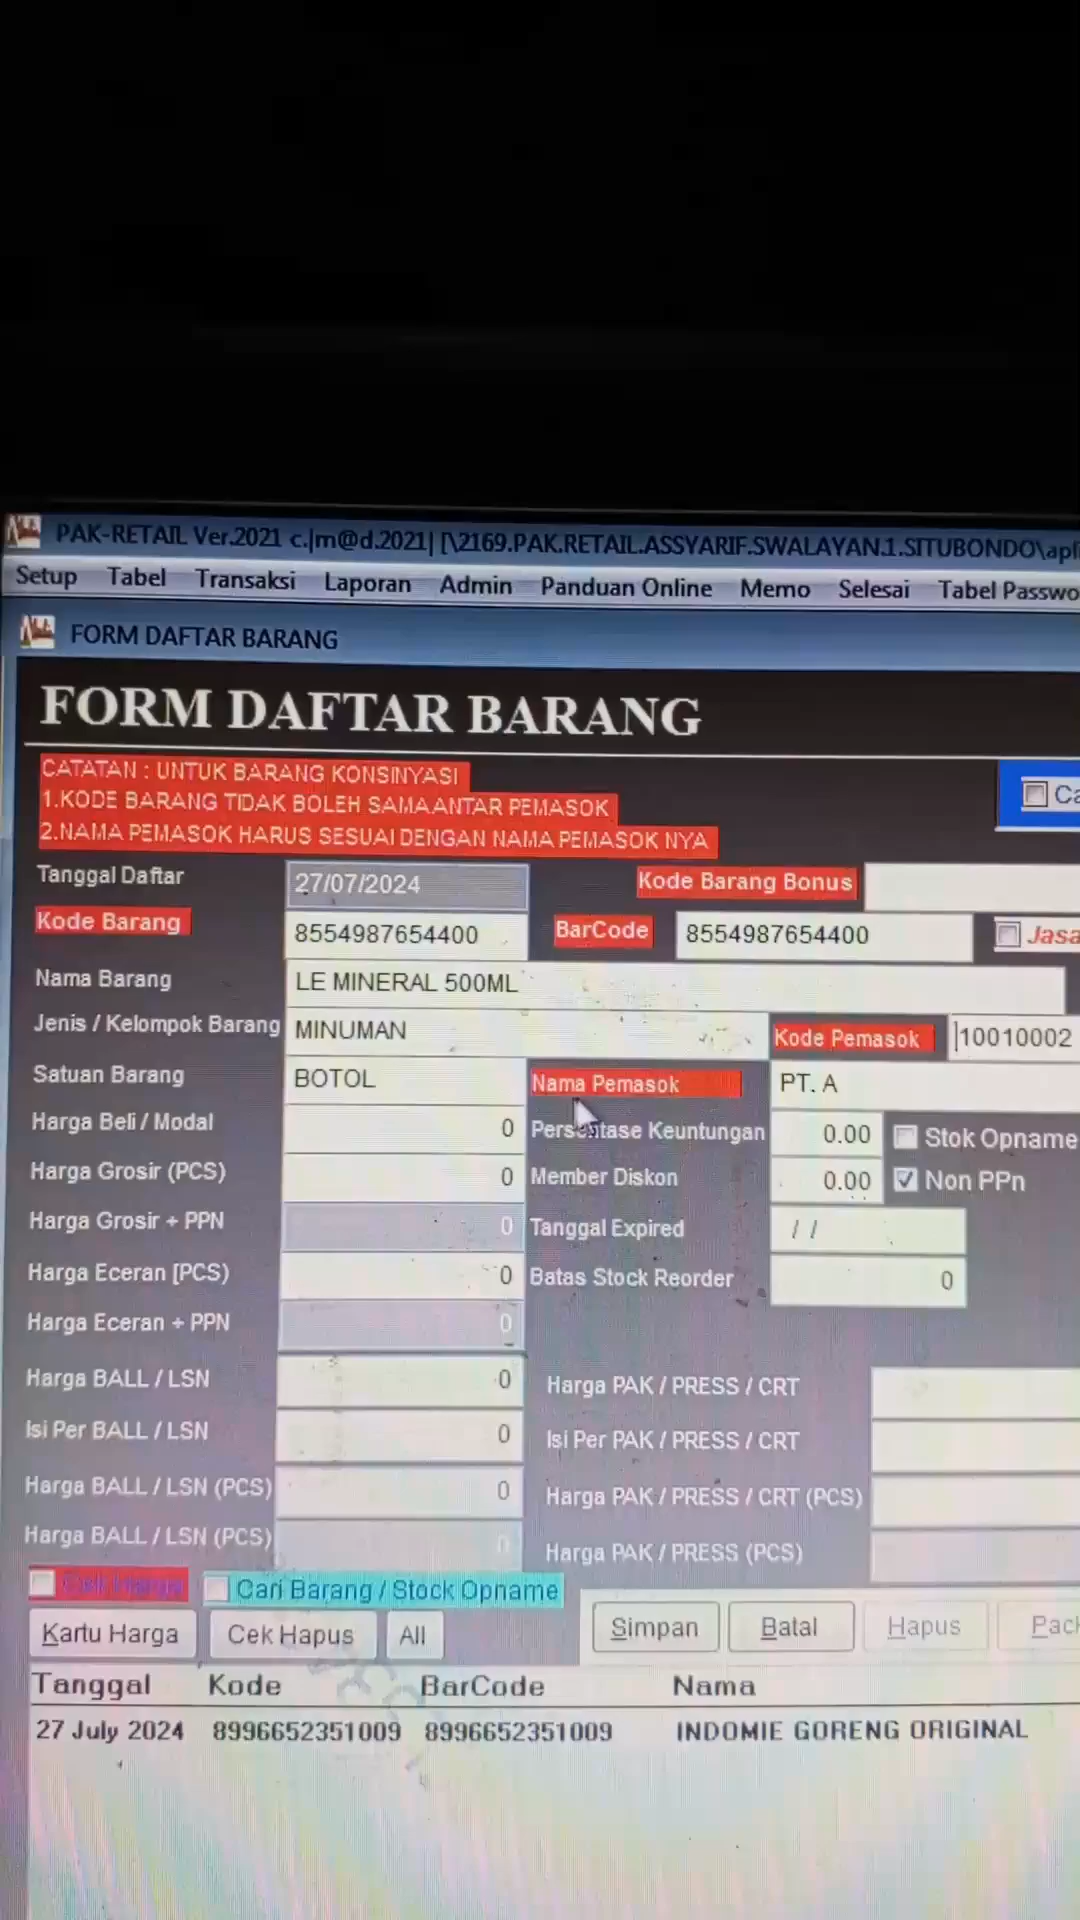 PAK-RETAIL Ver.2021 c.|m@d.2021| [\2169.PAK.RETAIL.ASSYARIF.SWALAYAN.1.SITUBONDO\apli
Setup Tabel Transaksi Laporan Admin Panduan Online Memo Selesai Tabel Passwo
FORM DAFTAR BARANG
FORM DAFTAR BARANG
CATATAN : UNTUK BARANG KONSINYASI
1.KODE BARANG TIDAK BOLEH SAMA ANTAR PEMASOK
2.NAMA PEMASOK HARUS SESUAI DENGAN NAMA PEMASOK NYA
Ca
Tanggal Daftar 27/07/2024 Kode Barang Bonus
Kode Barang 8554987654400 BarCode 8554987654400 Jasa
Nama Barang LE MINERAL 500ML
Jenis / Kelompok Barang MINUMAN Kode Pemasok 10010002
Satuan Barang BOTOL Nama Pemasok PT. A
Harga Beli / Modal 0 Persentase Keuntungan 0.00 Stok Opname
Harga Grosir (PCS) 0 Member Diskon 0.00 Non PPn
Harga Grosir + PPN 0 Tanggal Expired / /
Harga Eceran [PCS) 0 Batas Stock Reorder 0
Harga Eceran + PPN 0
Harga BALL / LSN 0 Harga PAK / PRESS / CRT
Isi Per BALL / LSN 0 Isi Per PAK / PRESS / CRT
Harga BALL / LSN (PCS) 0 Harga PAK / PRESS / CRT (PCS)
Harga BALL / LSN (PCS) 0 Harga PAK / PRESS (PCS)
Cari Barang / Stock Opname
Kartu Harga Cek Hapus All Simpan Batal Hapus Pack
Tanggal Kode BarCode Nama
27 July 2024 8996652351009 8996652351009 INDOMIE GORENG ORIGINAL